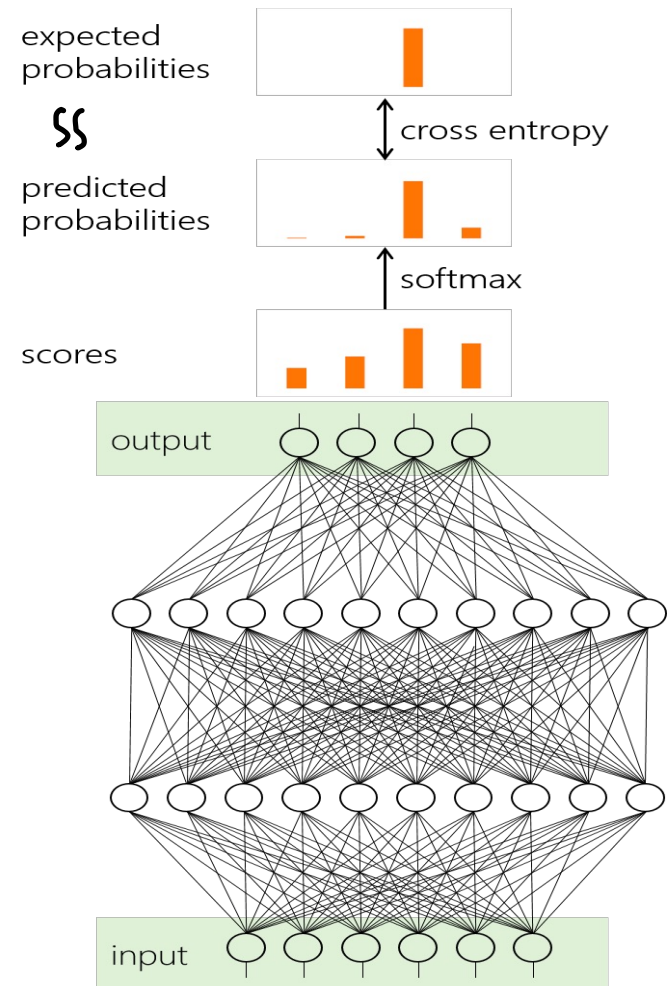 expected
probabilities
cross entropy
predicted
probabilities
softmax
scores
output
input